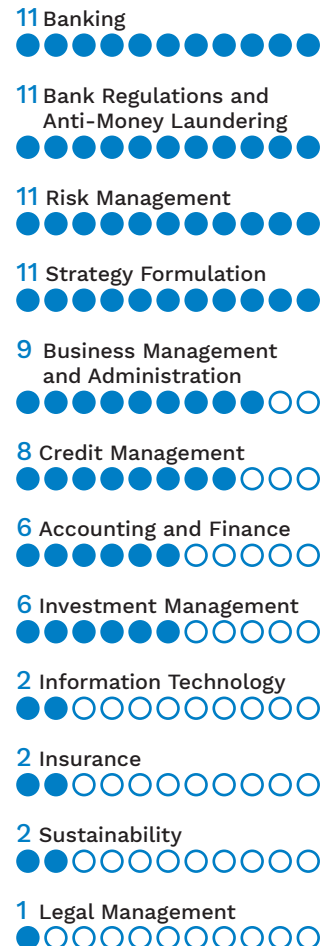 11 Banking
11 Bank Regulations and
Anti-Money Laundering
11 Risk Management
11 Strategy Formulation
9 Business Management
and Administration
8 Credit Management
6 Accounting and Finance
6 Investment Management
2 Information Technology
2 Insurance
2 Sustainability
1 Legal Management